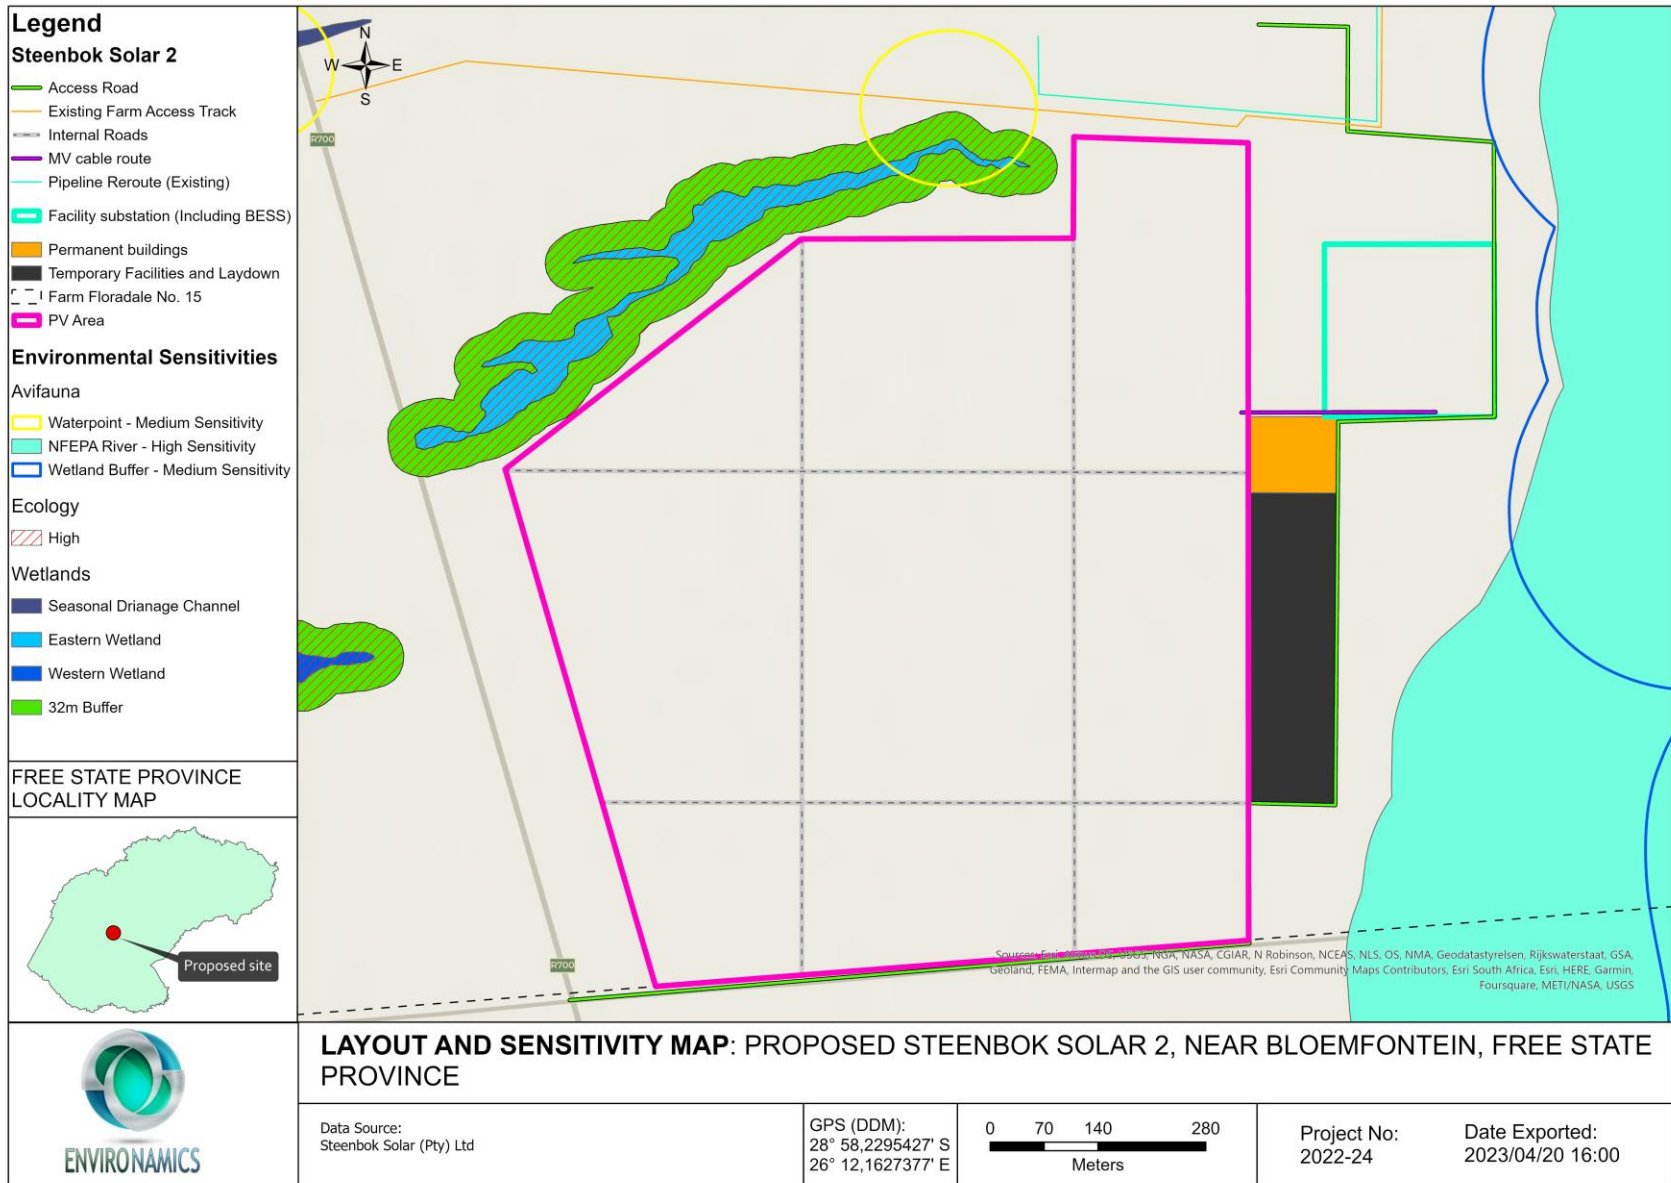 Legend
Steenbok Solar 2
Access Road
Existing Farm Access Track
Internal Roads
MV cable route
Pipeline Reroute (Existing)
Facility substation (Including BESS)
Permanent buildings
Temporary Facilities and Laydown
Farm Floradale No. 15
PV Area
Environmental Sensitivities
Avifauna
Waterpoint - Medium Sensitivity
NFEPA River - High Sensitivity
Wetland Buffer - Medium Sensitivity
Ecology
High
Wetlands
Seasonal Drianage Channel
Eastern Wetland
Western Wetland
32m Buffer
FREE STATE PROVINCE
LOCALITY MAP
Proposed site
ENVIRONAMICS
N
W E
S
R700
R700
Sources: Esri, Airbus DS, USGS, NGA, NASA, CGIAR, N Robinson, NCEAS, NLS, OS, NMA, Geodatastyrelsen, Rijkswaterstaat, GSA,
Geoland, FEMA, Intermap and the GIS user community, Esri Community Maps Contributors, Esri South Africa, Esri, HERE, Garmin,
Foursquare, METI/NASA, USGS
LAYOUT AND SENSITIVITY MAP: PROPOSED STEENBOK SOLAR 2, NEAR BLOEMFONTEIN, FREE STATE
PROVINCE
Data Source:
Steenbok Solar (Pty) Ltd
GPS (DDM):
28° 58,2295427' S
26° 12,1627377' E
0 70 140 280
Meters
Project No:
2022-24
Date Exported:
2023/04/20 16:00